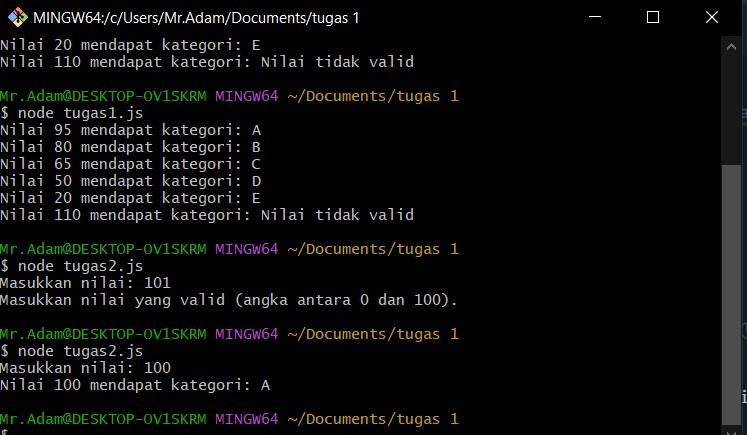 MINGW64:/c/Users/Mr.Adam/Documents/tugas 1
Nilai 20 mendapat kategori: E
Nilai 110 mendapat kategori: Nilai tidak valid
Mr.Adam@DESKTOP-OV1SKRM MINGW64 ~/Documents/tugas 1
$ node tugas1.js
Nilai 95 mendapat kategori: A
Nilai 80 mendapat kategori: B
Nilai 65 mendapat kategori: C
Nilai 50 mendapat kategori: D
Nilai 20 mendapat kategori: E
Nilai 110 mendapat kategori: Nilai tidak valid
Mr.Adam@DESKTOP-OV1SKRM MINGW64 ~/Documents/tugas 1
$ node tugas2.js
Masukkan nilai: 101
Masukkan nilai yang valid (angka antara 0 dan 100).
Mr.Adam@DESKTOP-OV1SKRM MINGW64 ~/Documents/tugas 1
$ node tugas2.js
Masukkan nilai: 100
Nilai 100 mendapat kategori: A
Mr.Adam@DESKTOP-OV1SKRM MINGW64 ~/Documents/tugas 1
$